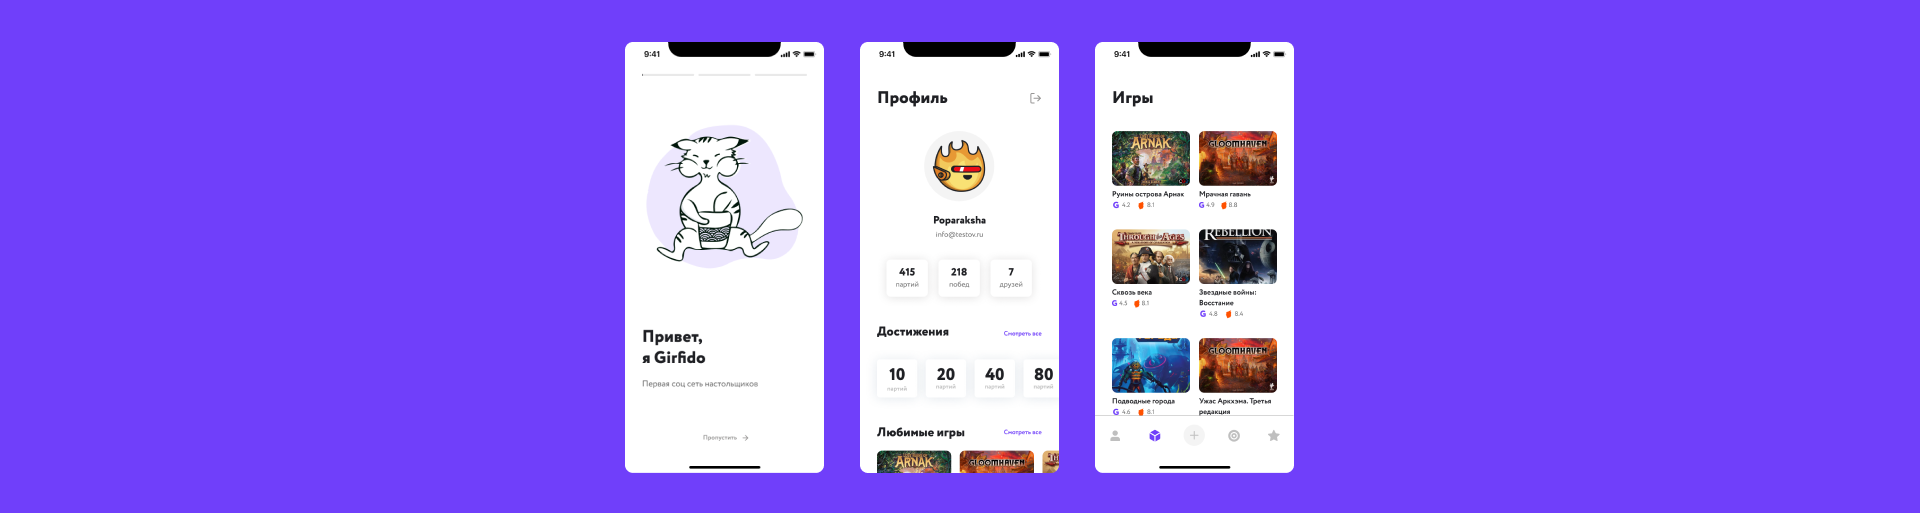 9:41
Привет,
я Girfido
Первая соц сеть настольщиков
Пропустить
9:41
Профиль
Poparaksha
info@testov.ru
415 218 7
партий побед друзей
Достижения Смотреть все
10 20 40 80
партий партий партий партий
Любимые игры Смотреть все
ARNAK GLOOMHAVEN
9:41
Игры
ARNAK GLOOMHAVEN
Руины острова Арнак Мрачная гавань
G 4.2 8.1 G 4.9 8.8
THROUGH THE AGES REBELLION
Сквозь века Звездные войны:
Восстание
G 4.5 8.1 G 4.8 8.4
GLOOMHAVEN
Подводные города Ужас Аркхэма. Третья
редакция
G 4.6 8.1